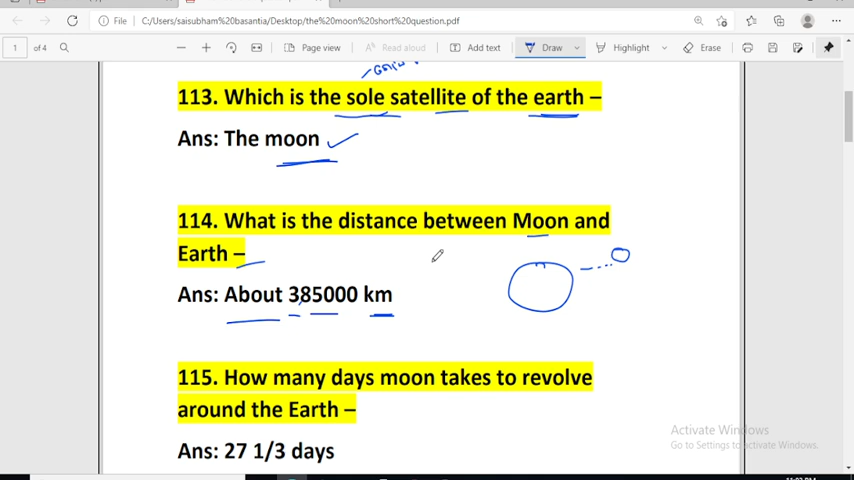 File
C:/Users/saisubham%20basantia/Desktop/the%20moon%20short%20question.pdf
1 of 4
Page view
Read aloud
Add text
Draw
Highlight
Erase
113. Which is the sole satellite of the earth –
Ans: The moon
114. What is the distance between Moon and
Earth –
Ans: About 385000 km
115. How many days moon takes to revolve
around the Earth –
Ans: 27 1/3 days
Activate Windows
Go to Settings to activate Windows.